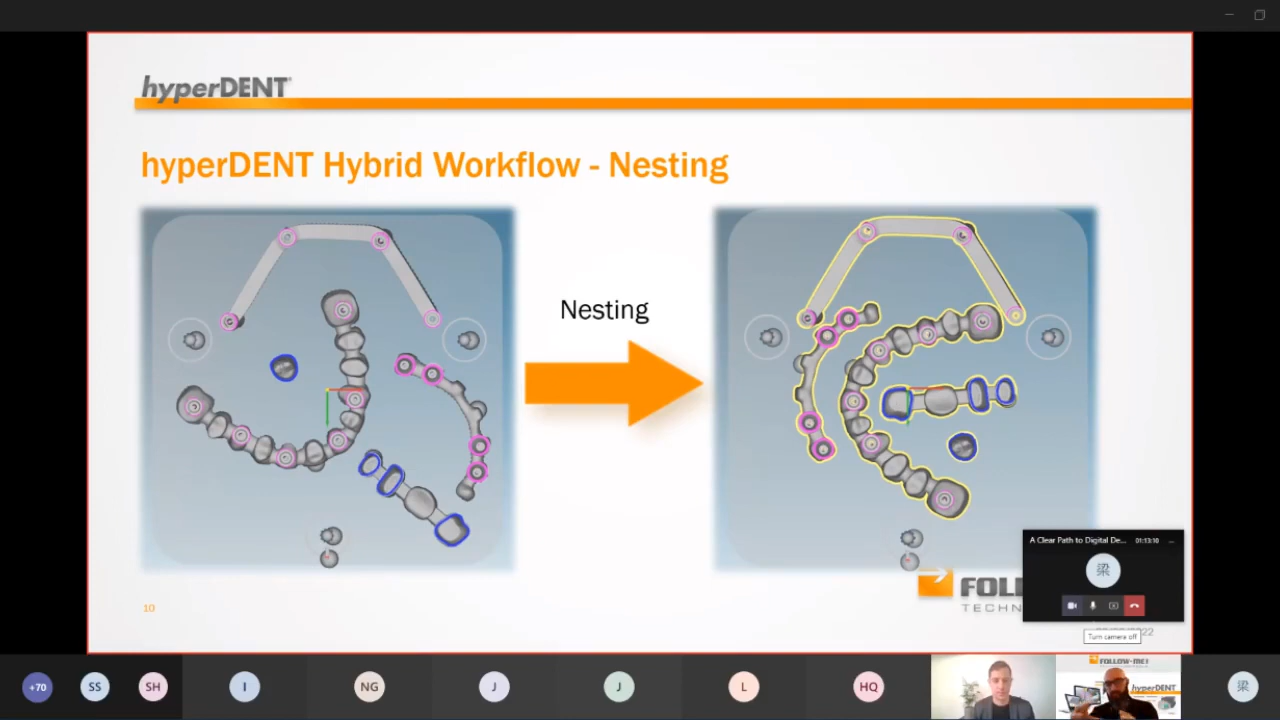 hyperDENT
hyperDENT Hybrid Workflow - Nesting
Nesting
A Clear Path to Digital De...
01:13:10
...
梁
Turn camera off
FOLL
TECHN
10
22
+70
SS
SH
I
NG
J
J
L
HQ
FOLLOW-ME!
hyperDENT
梁